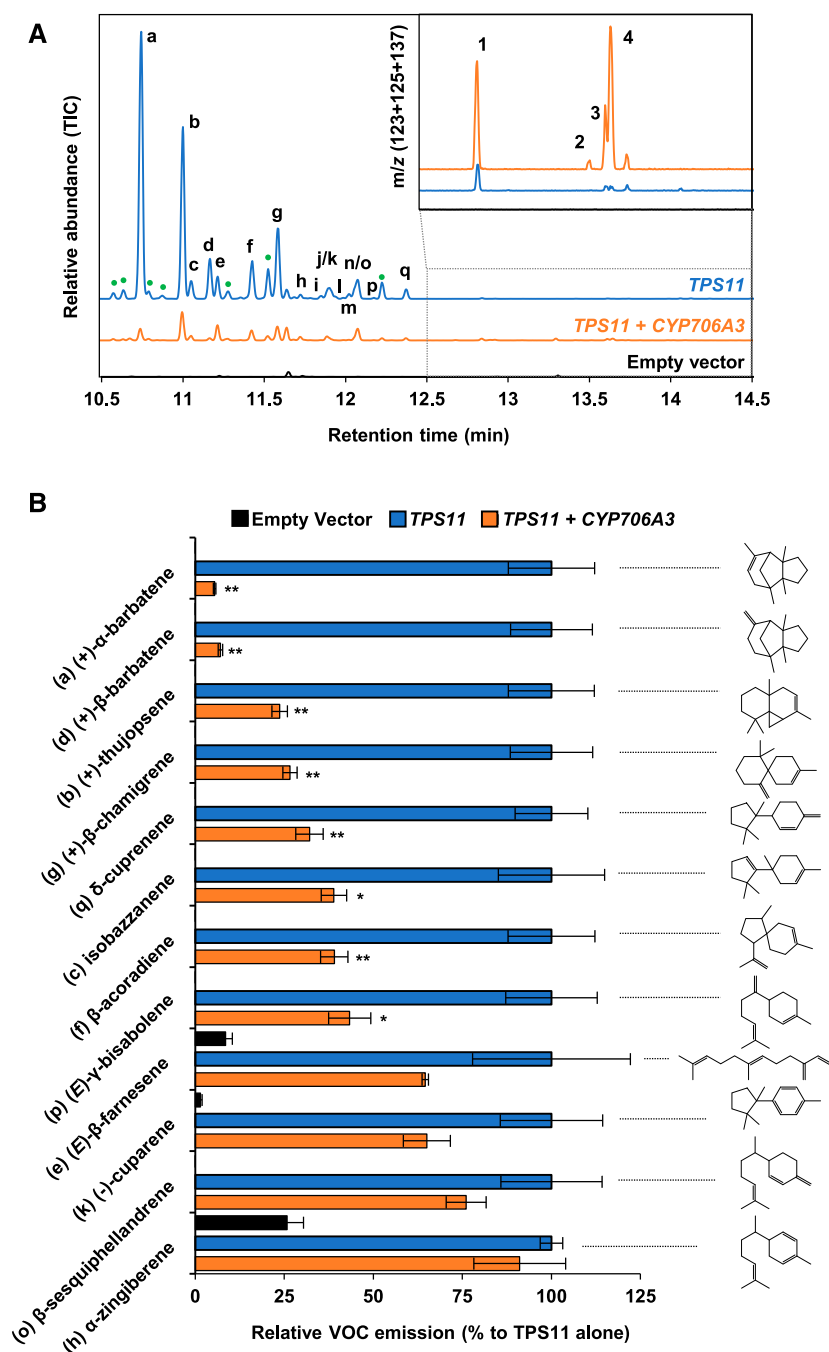 A
Relative abundance (TIC)
a
b
c
d
e
f
g
h
i
j/k
l
m
n/o
p
q
m/z (123+125+137)
1
2
3
4
TPS11
TPS11 + CYP706A3
Empty vector
10.5 11 11.5 12 12.5 13 13.5 14 14.5
Retention time (min)
B
Empty Vector TPS11 TPS11 + CYP706A3
(a) (+)-α-barbatene
**
(d) (+)-β-barbatene
**
(b) (+)-thujopsene
**
(g) (+)-β-chamigrene
**
(q) δ-cuprenene
**
(c) isobazzanene
*
(f) β-acoradiene
**
(p) (E)-γ-bisabolene
*
(e) (E)-β-farnesene
(k) (-)-cuparene
(o) β-sesquiphellandrene
(h) α-zingiberene
0 25 50 75 100 125
Relative VOC emission (% to TPS11 alone)